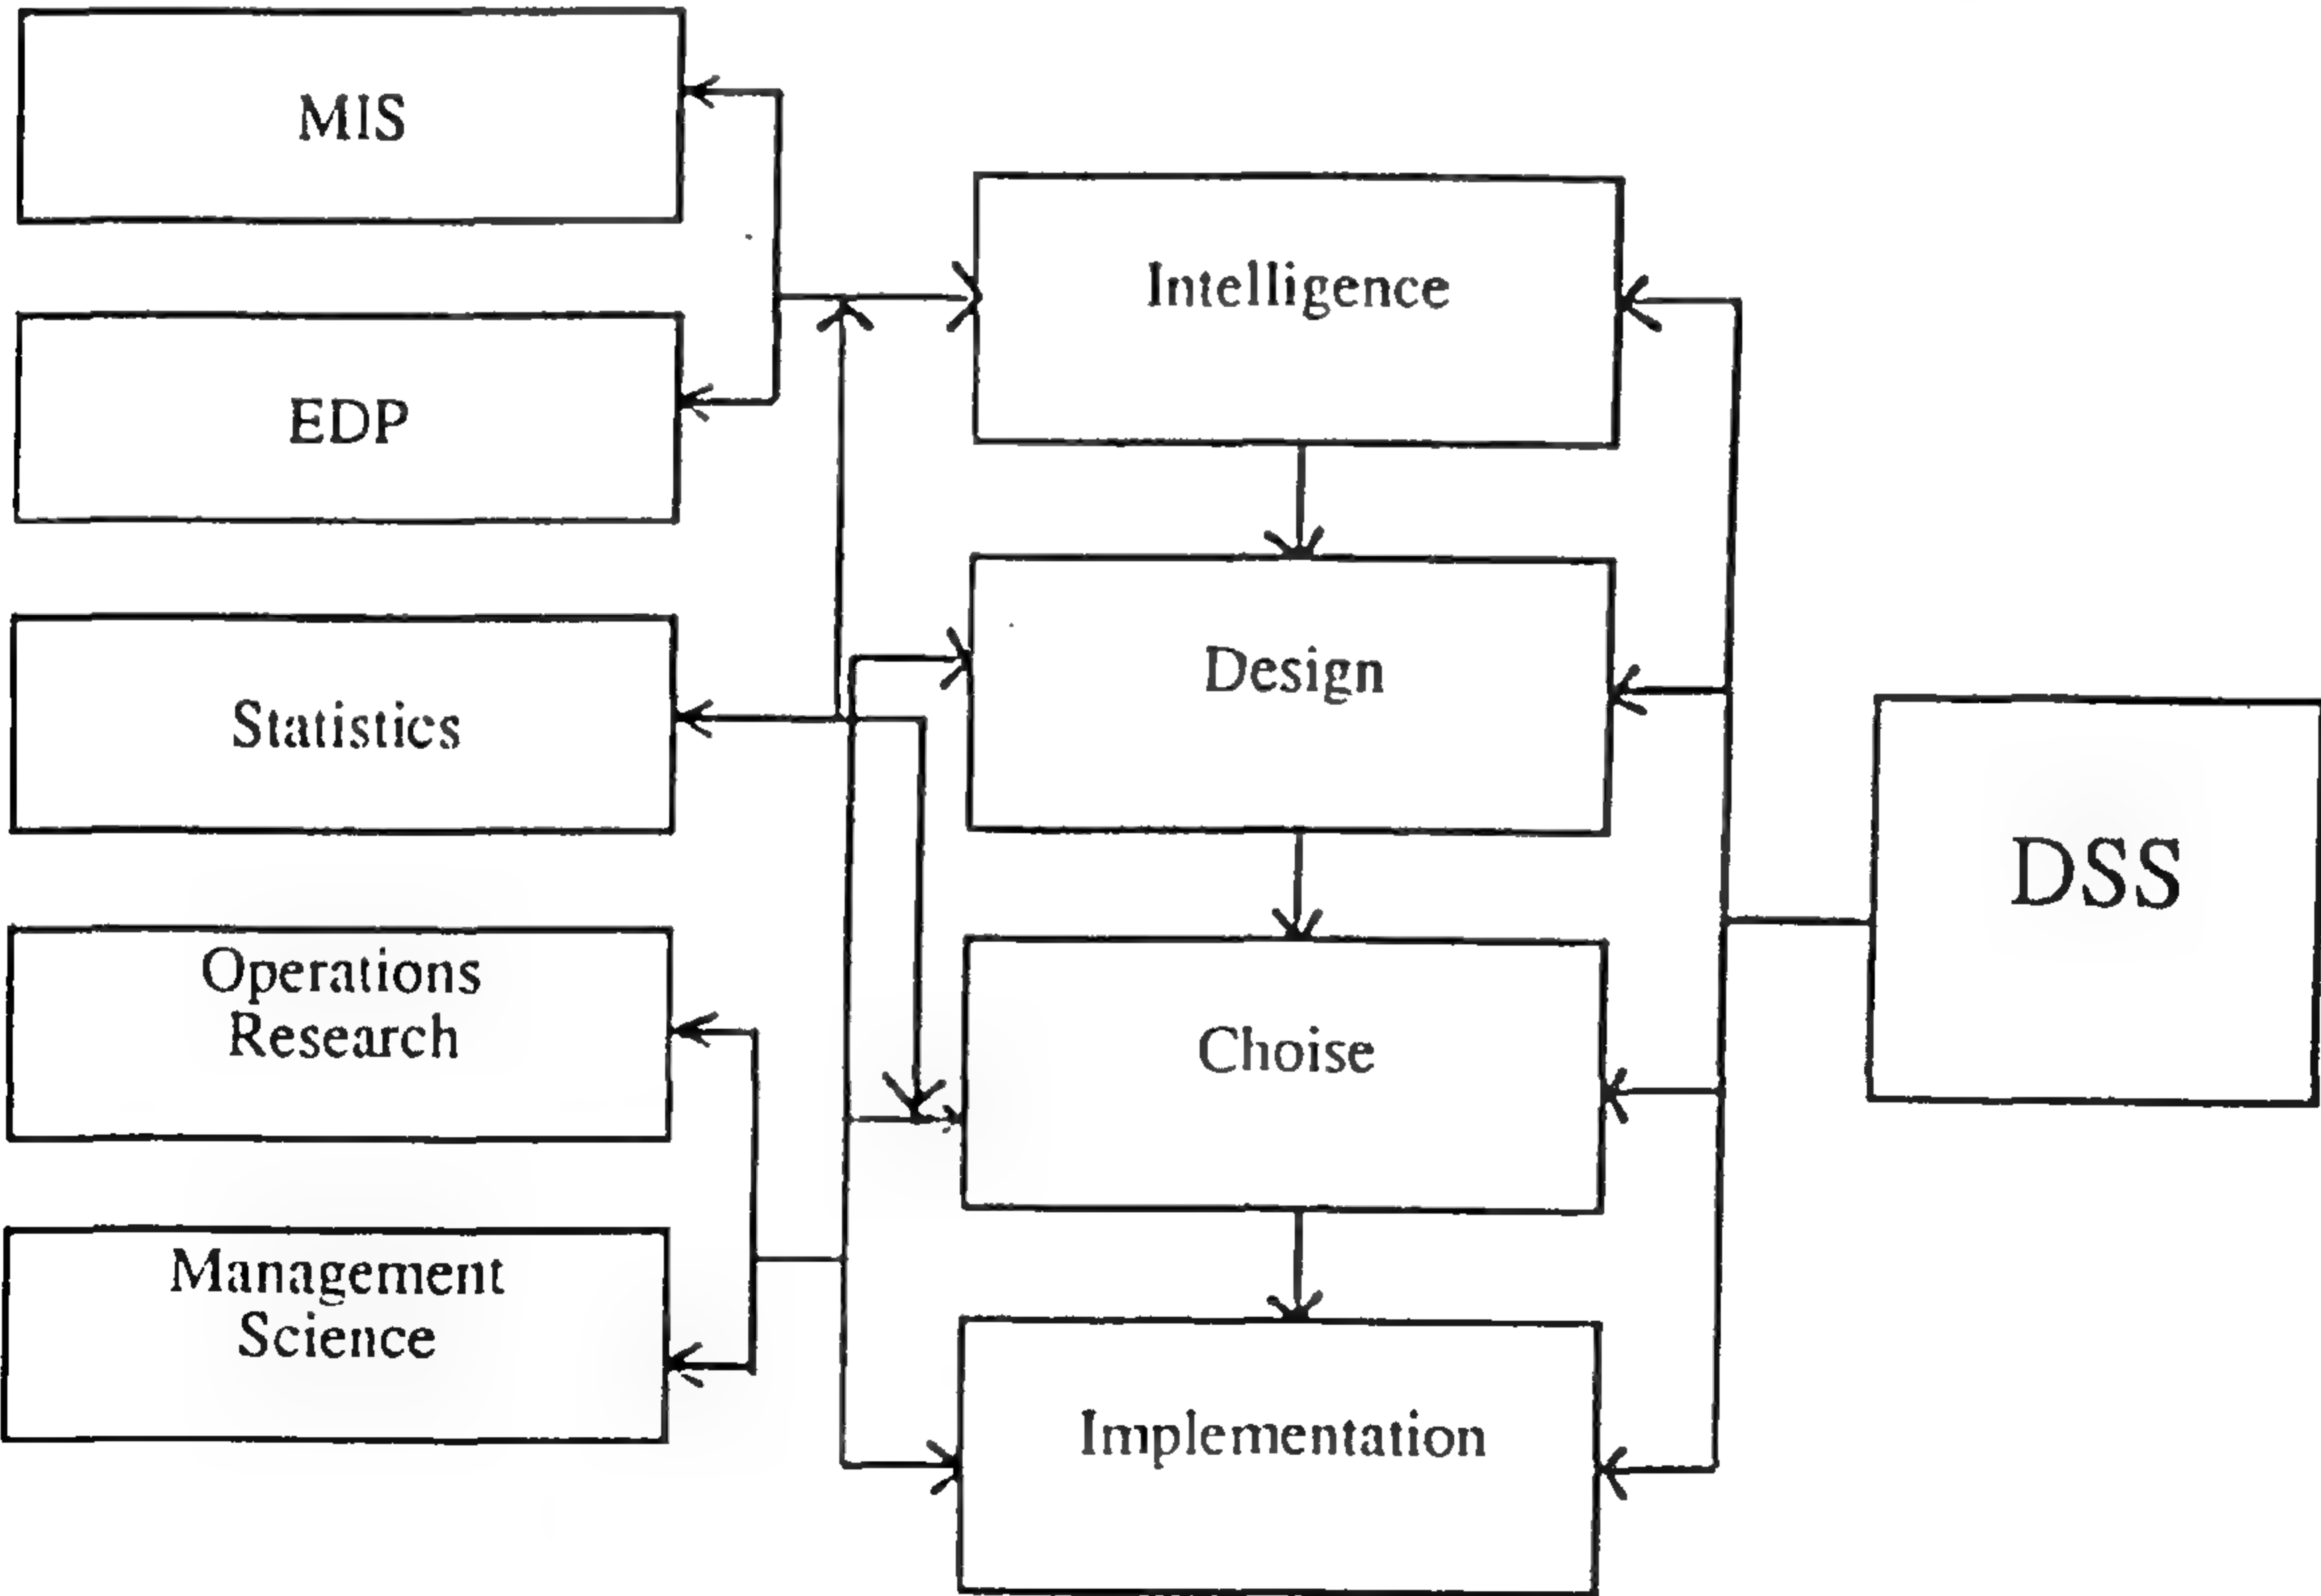 MIS
EDP
Statistics
Operations
Research
Management
Science
Intelligence
Design
Choise
Implementation
DSS